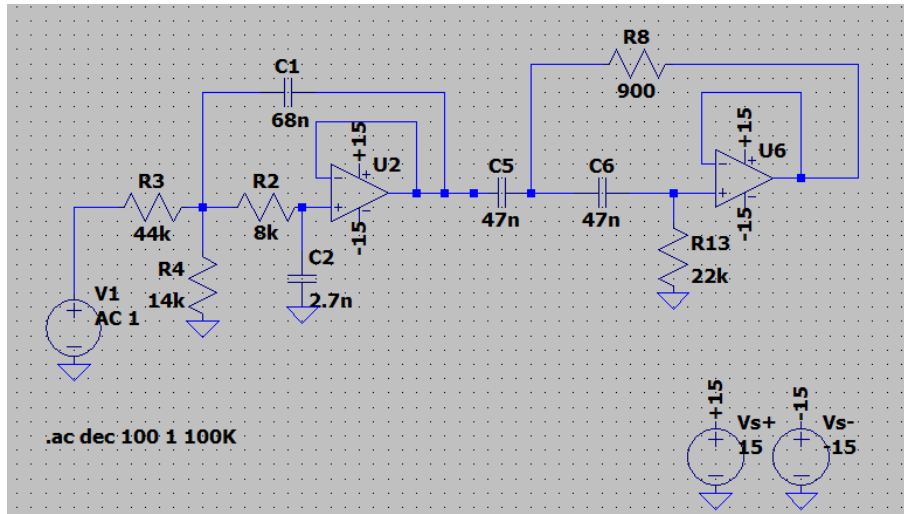 R8
900
C1
68n
+15
U2
-15
C5
47n
C6
47n
+15
U6
-15
R3
44k
R2
8k
R4
14k
C2
2.7n
R13
22k
V1
AC 1
.ac dec 100 1 100K
+15
Vs+
15
-15
Vs-
-15